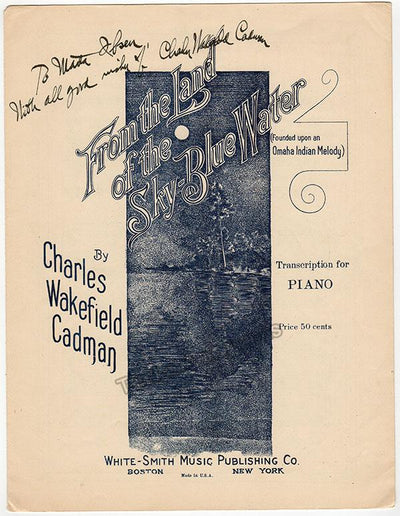 To Martha Ibsen
With all good wishes of Charles Wakefield Cadman
From the Land
of the
Sky-Blue Water
(Founded upon an
Omaha Indian Melody)
By
Charles
Wakefield
Cadman
Transcription for
PIANO
Price 50 cents
White-Smith Music Publishing Co.
BOSTON Made in U.S.A. NEW YORK